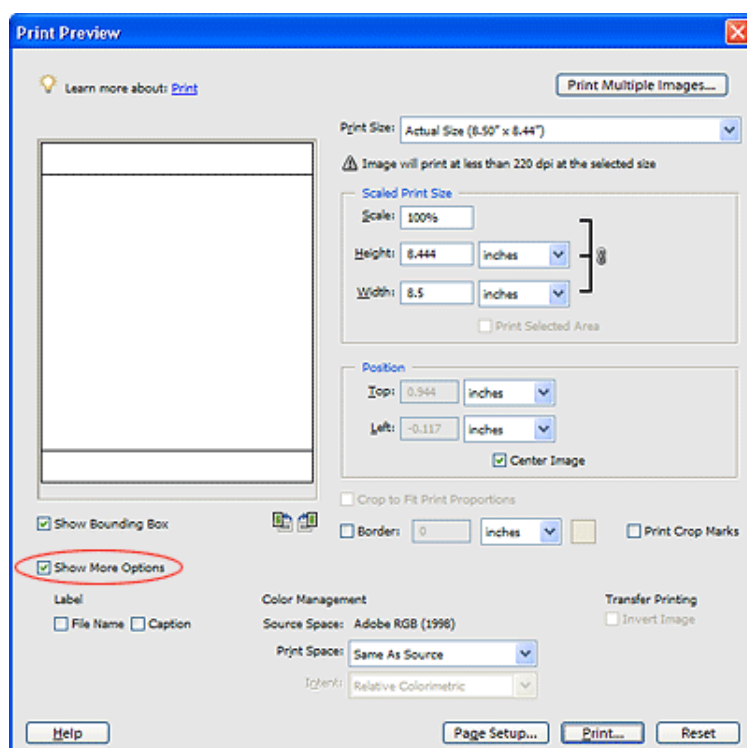 Print Preview
Learn more about: Print
Print Multiple Images...
Print Size: Actual Size (8.50" x 8.44")
Image will print at less than 220 dpi at the selected size
Scaled Print Size
Scale: 100%
Height: 8.444 inches
Width: 8.5 inches
Print Selected Area
Position
Top: 0.944 inches
Left: -0.117 inches
Center Image
Crop to Fit Print Proportions
Show Bounding Box
Border: 0 inches Print Crop Marks
Show More Options
Label Color Management Transfer Printing
File Name Caption Source Space: Adobe RGB (1998) Invert Image
Print Space: Same As Source
Intent: Relative Colorimetric
Help Page Setup... Print... Reset